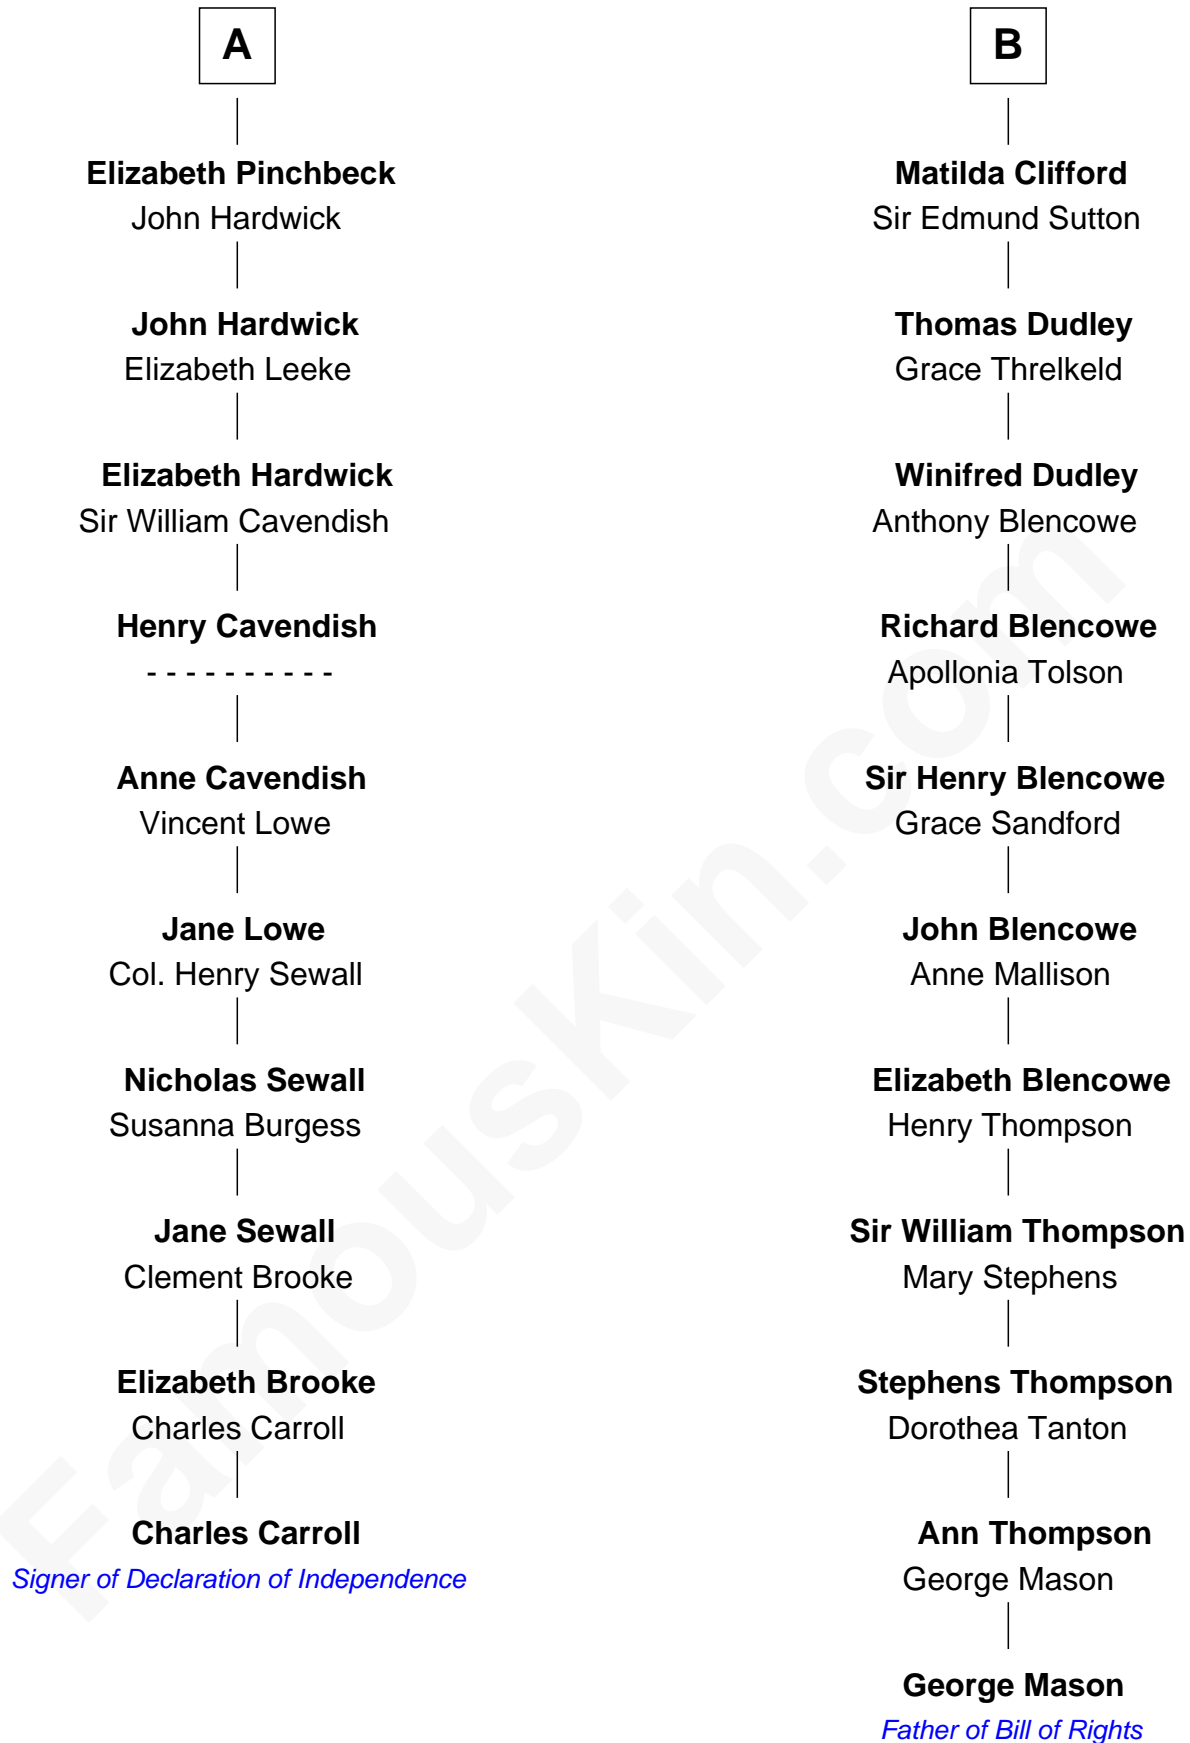 A
Elizabeth Pinchbeck
John Hardwick
John Hardwick
Elizabeth Leeke
Elizabeth Hardwick
Sir William Cavendish
Henry Cavendish
- - - - - - - - - -
Anne Cavendish
Vincent Lowe
Jane Lowe
Col. Henry Sewall
Nicholas Sewall
Susanna Burgess
Jane Sewall
Clement Brooke
Elizabeth Brooke
Charles Carroll
Charles Carroll
Signer of Declaration of Independence
B
Matilda Clifford
Sir Edmund Sutton
Thomas Dudley
Grace Threlkeld
Winifred Dudley
Anthony Blencowe
Richard Blencowe
Apollonia Tolson
Sir Henry Blencowe
Grace Sandford
John Blencowe
Anne Mallison
Elizabeth Blencowe
Henry Thompson
Sir William Thompson
Mary Stephens
Stephens Thompson
Dorothea Tanton
Ann Thompson
George Mason
George Mason
Father of Bill of Rights
FamousKin.com